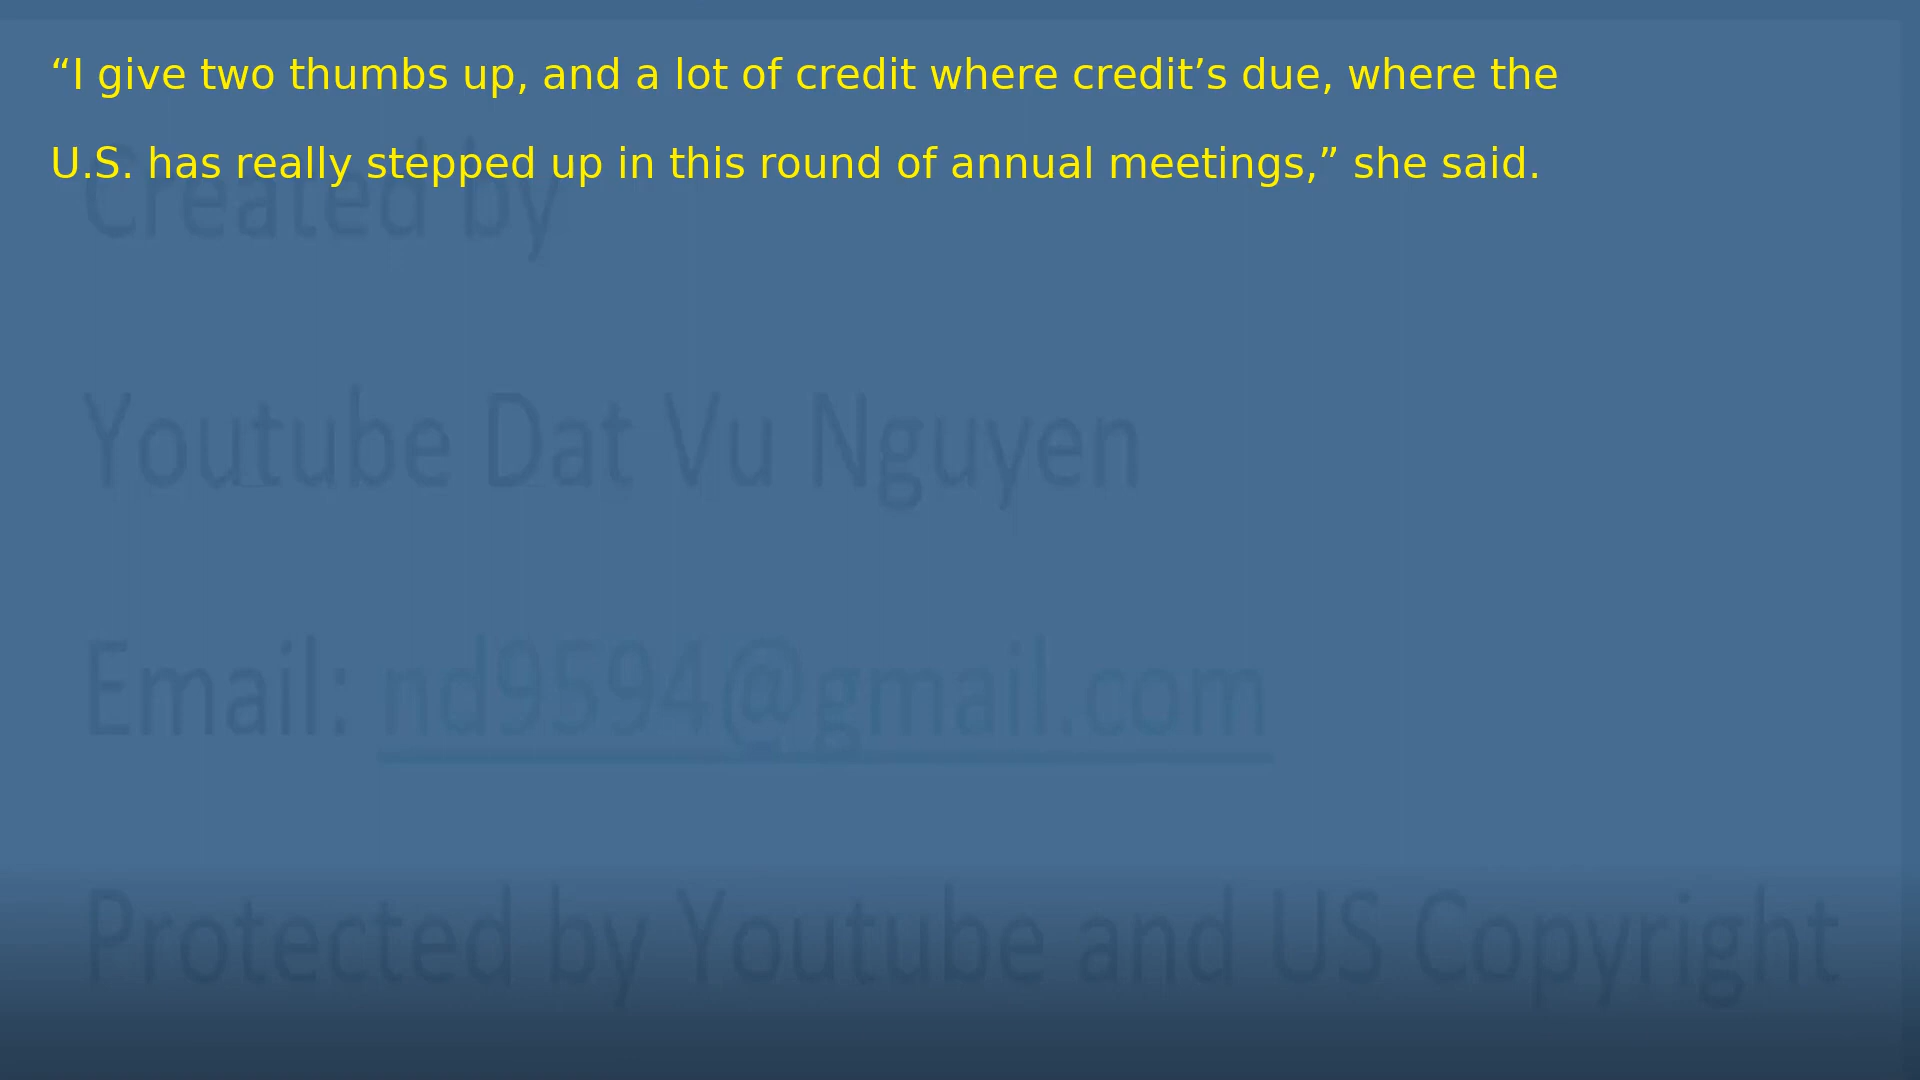 “I give two thumbs up, and a lot of credit where credit’s due, where the
U.S. has really stepped up in this round of annual meetings,” she said.
Created by
Youtube Dat Vu Nguyen
Email: nd9594@gmail.com
Protected by Youtube and US Copyright